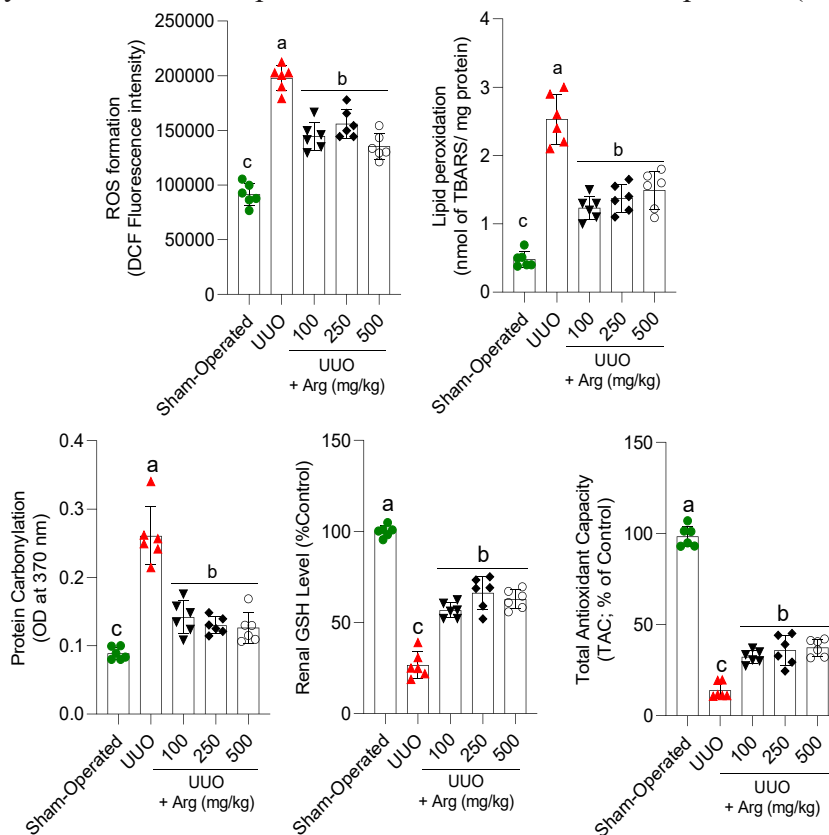 ROS formation
(DCF Fluorescence intensity)
200000
250000
150000
100000
50000
0
a
b
c
Sham-Operated
UUO
100
250
500
UUO
+ Arg (mg/kg)
Lipid peroxidation
(nmol of TBARS/ mg protein)
4
3
2
1
0
a
b
c
Sham-Operated
UUO
100
250
500
UUO
+ Arg (mg/kg)
Protein Carbonylation
(OD at 370 nm)
0.4
0.3
0.2
0.1
0.0
a
b
c
Sham-Operated
UUO
100
250
500
UUO
+ Arg (mg/kg)
Renal GSH Level (%Control)
150
100
50
0
a
b
c
Sham-Operated
UUO
100
250
500
UUO
+ Arg (mg/kg)
Total Antioxidant Capacity
(TAC; % of Control)
150
100
50
0
a
b
c
Sham-Operated
UUO
100
250
500
UUO
+ Arg (mg/kg)